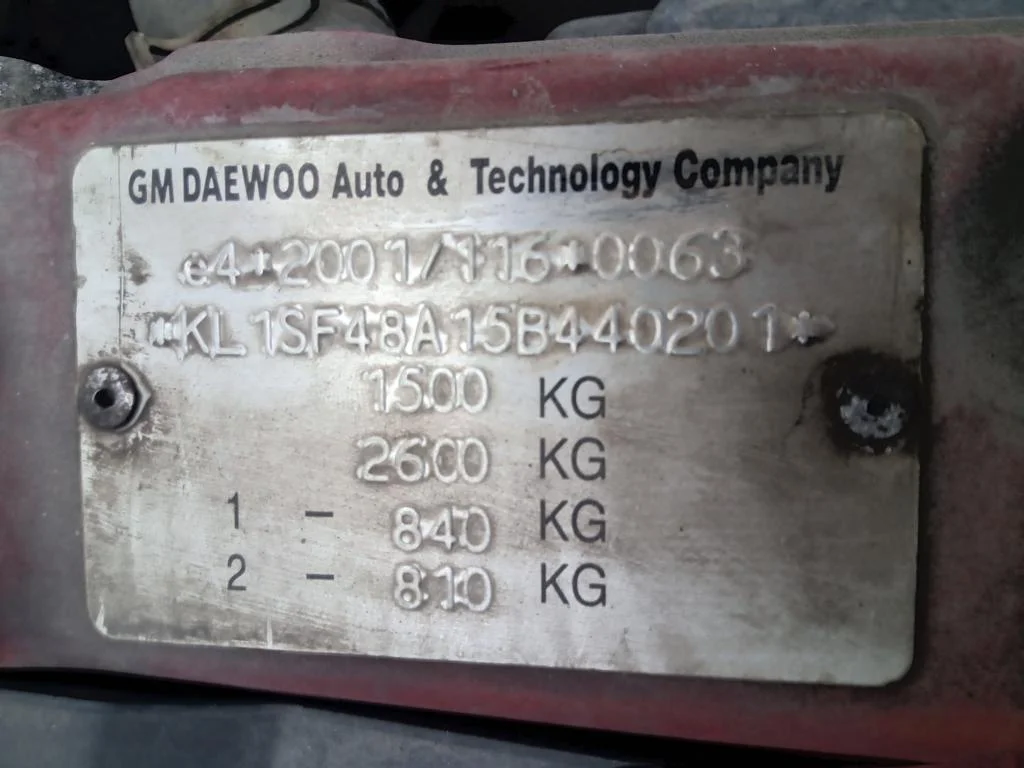 GM DAEWOO Auto & Technology Company
e4*2001/116*0063
*KL1SF48A15B440201*
1500 KG
2600 KG
1 - 840 KG
2 - 810 KG